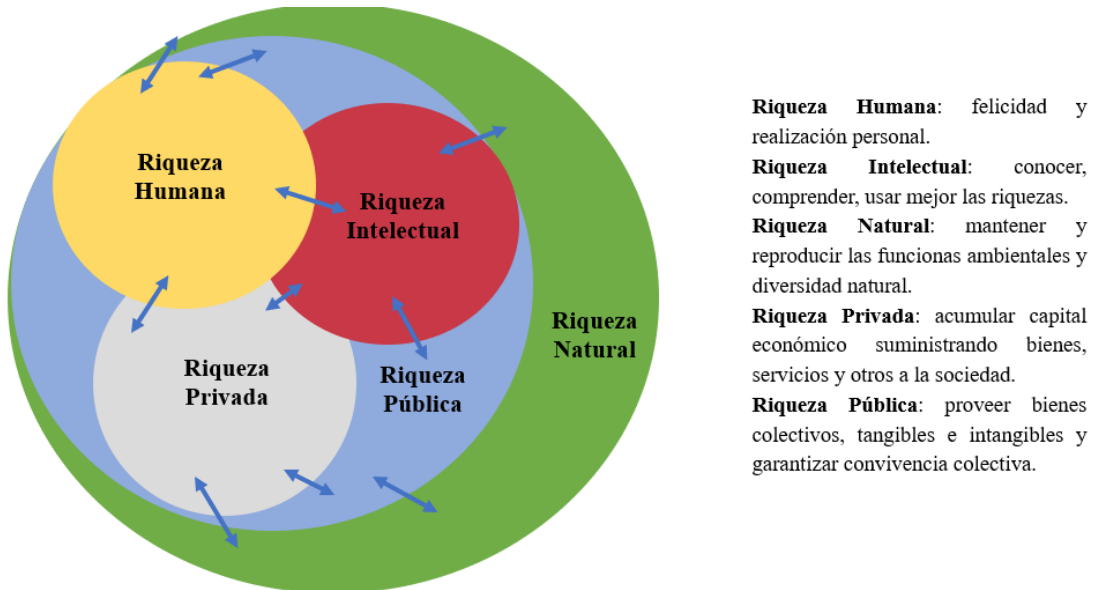 Riqueza
Humana
Riqueza
Intelectual
Riqueza
Natural
Riqueza
Privada
Riqueza
Pública
Riqueza Humana: felicidad y
realización personal.
Riqueza Intelectual: conocer,
comprender, usar mejor las riquezas.
Riqueza Natural: mantener y
reproducir las funcionas ambientales y
diversidad natural.
Riqueza Privada: acumular capital
económico suministrando bienes,
servicios y otros a la sociedad.
Riqueza Pública: proveer bienes
colectivos, tangibles e intangibles y
garantizar convivencia colectiva.